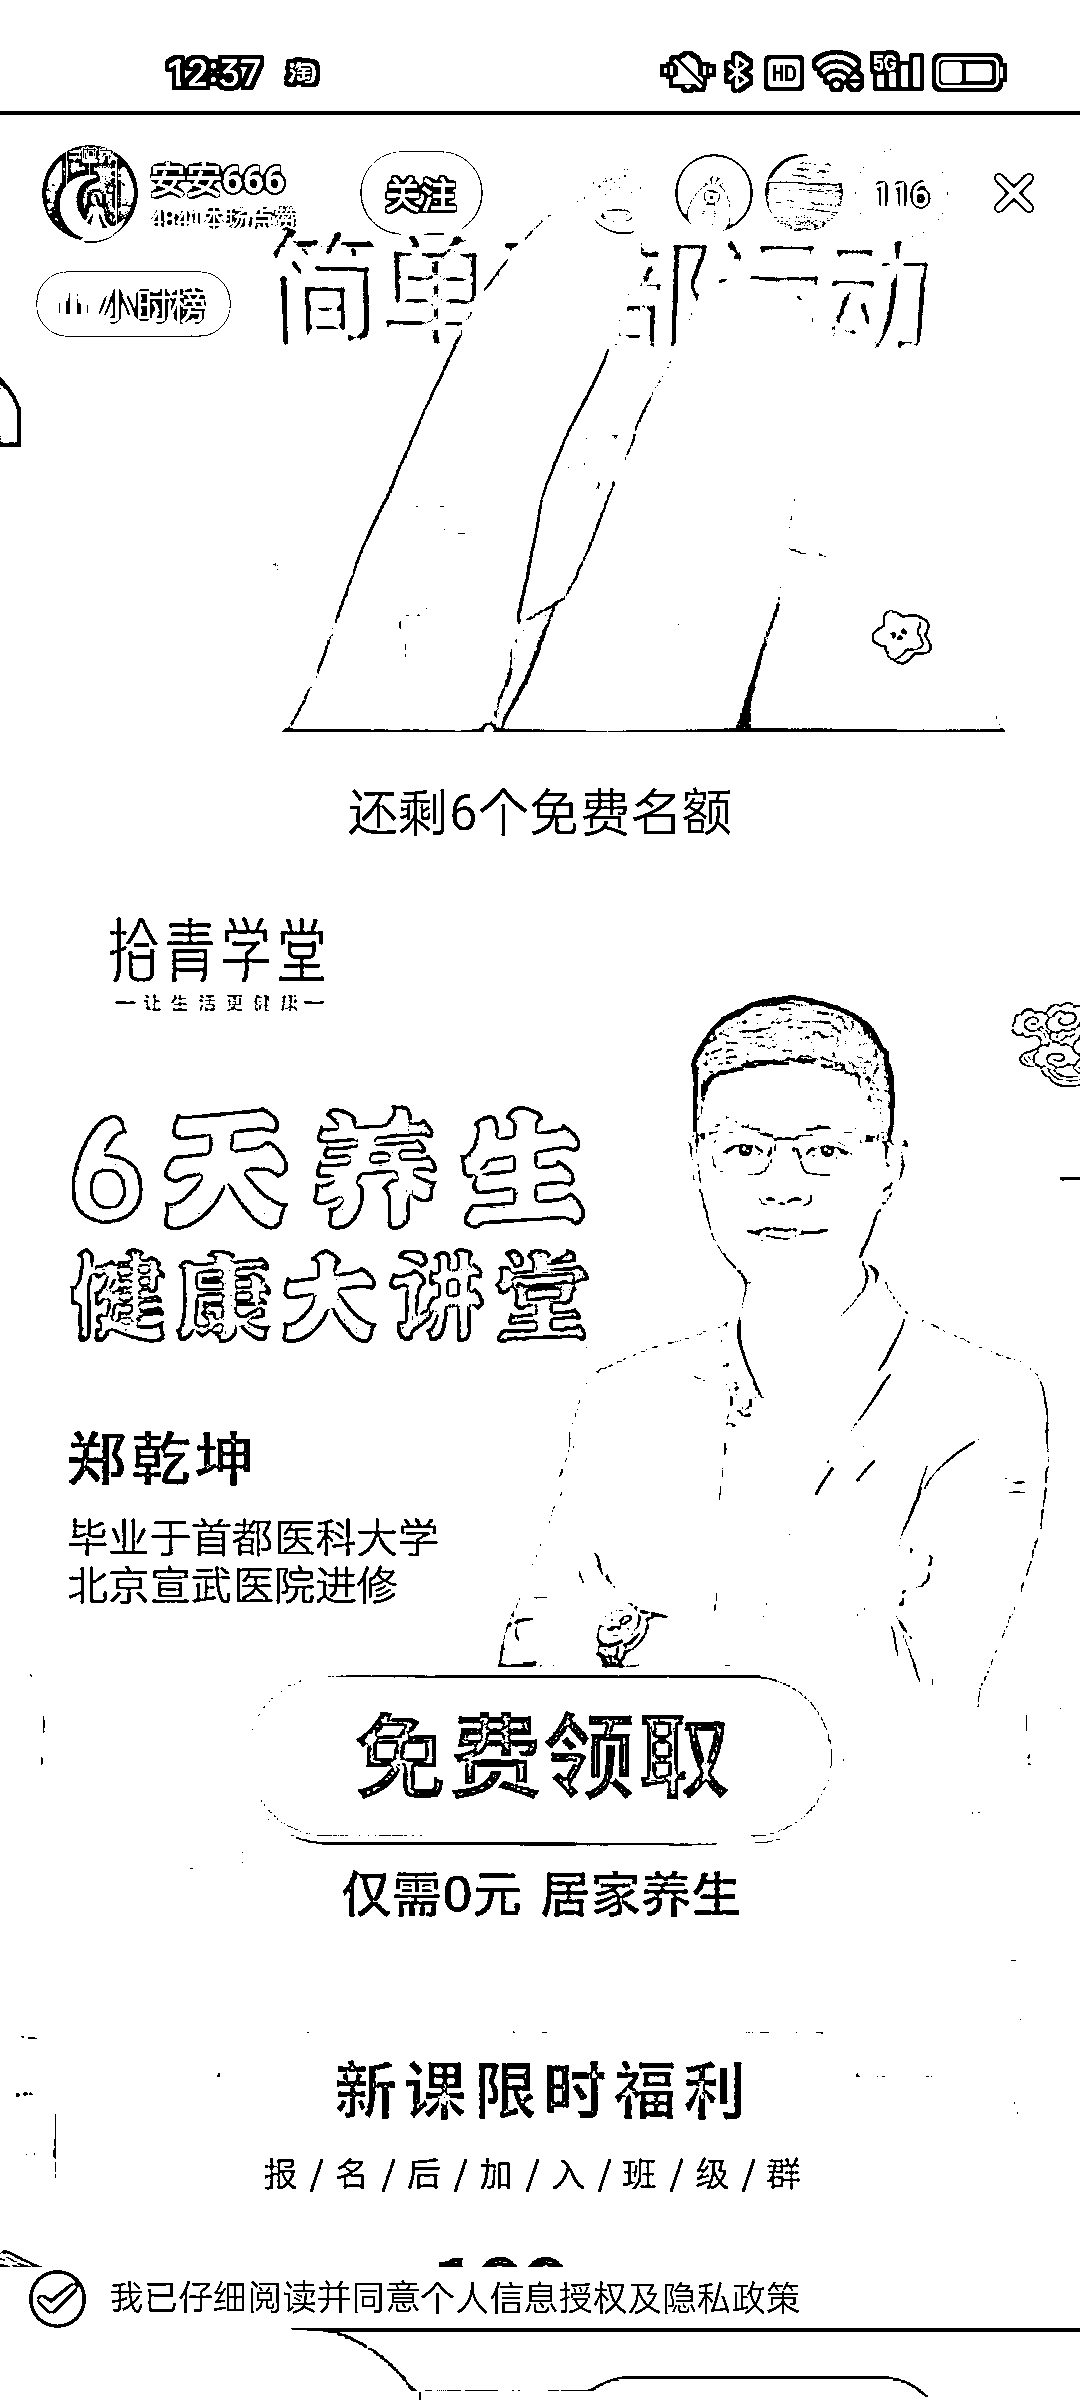 12:37 淘 HD 5G
安安666
4840本场点赞
关注
116
小时榜
简单 部运动
还剩6个免费名额
拾青学堂
让生活更健康
6天养生
健康大讲堂
郑乾坤
毕业于首都医科大学
北京宣武医院进修
免费领取
仅需0元 居家养生
新课限时福利
报/名/后/加/入/班/级/群
我已仔细阅读并同意个人信息授权及隐私政策